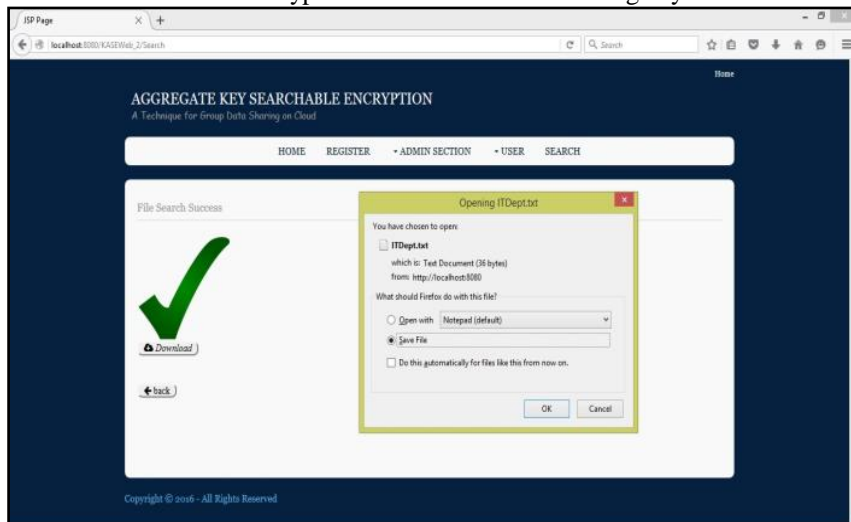 JSP Page
localhost:8080/KASEWeb_2/Search
Search
Home
AGGREGATE KEY SEARCHABLE ENCRYPTION
A Technique for Group Data Sharing on Cloud
HOME REGISTER ADMIN SECTION USER SEARCH
File Search Success
Download
back
Opening ITDept.txt
You have chosen to open:
ITDept.txt
which is: Text Document (36 bytes)
from: http://localhost:8080
What should Firefox do with this file?
Open with Notepad (default)
Save File
Do this automatically for files like this from now on.
OK Cancel
Copyright © 2016 - All Rights Reserved